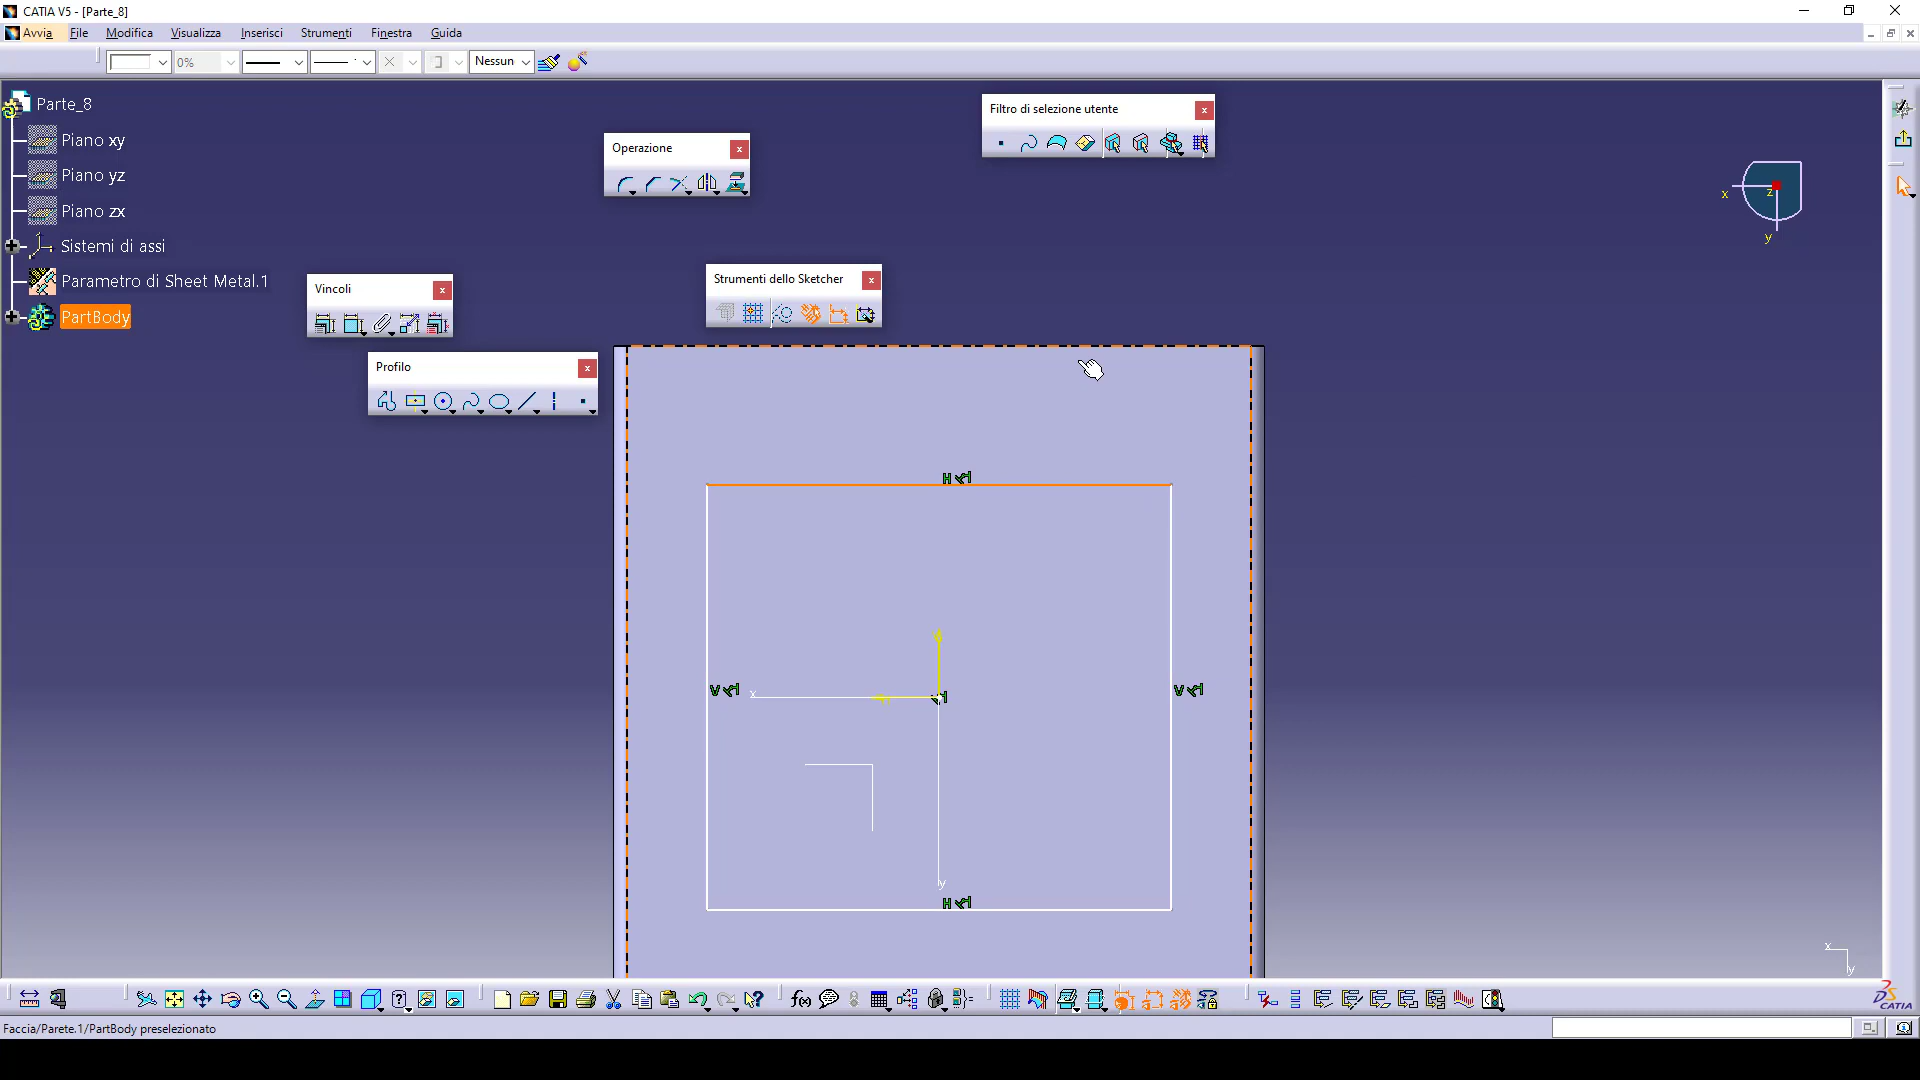 CATIA V5 - [Parte_8]
Avvia File Modifica Visualizza Inserisci Strumenti Finestra Guida
0% Nessun
Parte_8
Piano xy
Piano yz
Piano zx
Sistemi di assi
Parametro di Sheet Metal.1
PartBody
Operazione
Filtro di selezione utente
Vincoli
Strumenti dello Sketcher
Profilo
x
z
y
H
V
x
V
y
H
x
y
f(x)
CATIA
Faccia/Parete.1/PartBody preselezionato